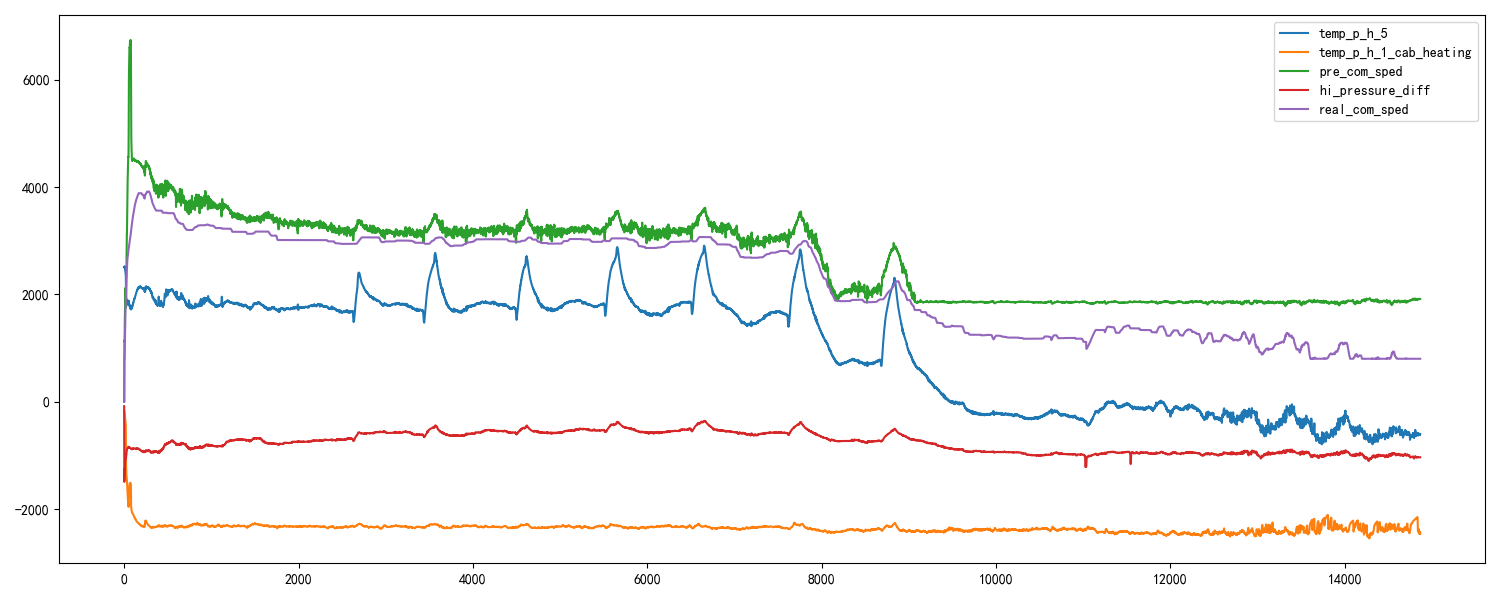 temp_p_h_5
temp_p_h_1_cab_heating
pre_com_sped
hi_pressure_diff
real_com_sped
6000
4000
2000
0
−2000
0 2000 4000 6000 8000 10000 12000 14000